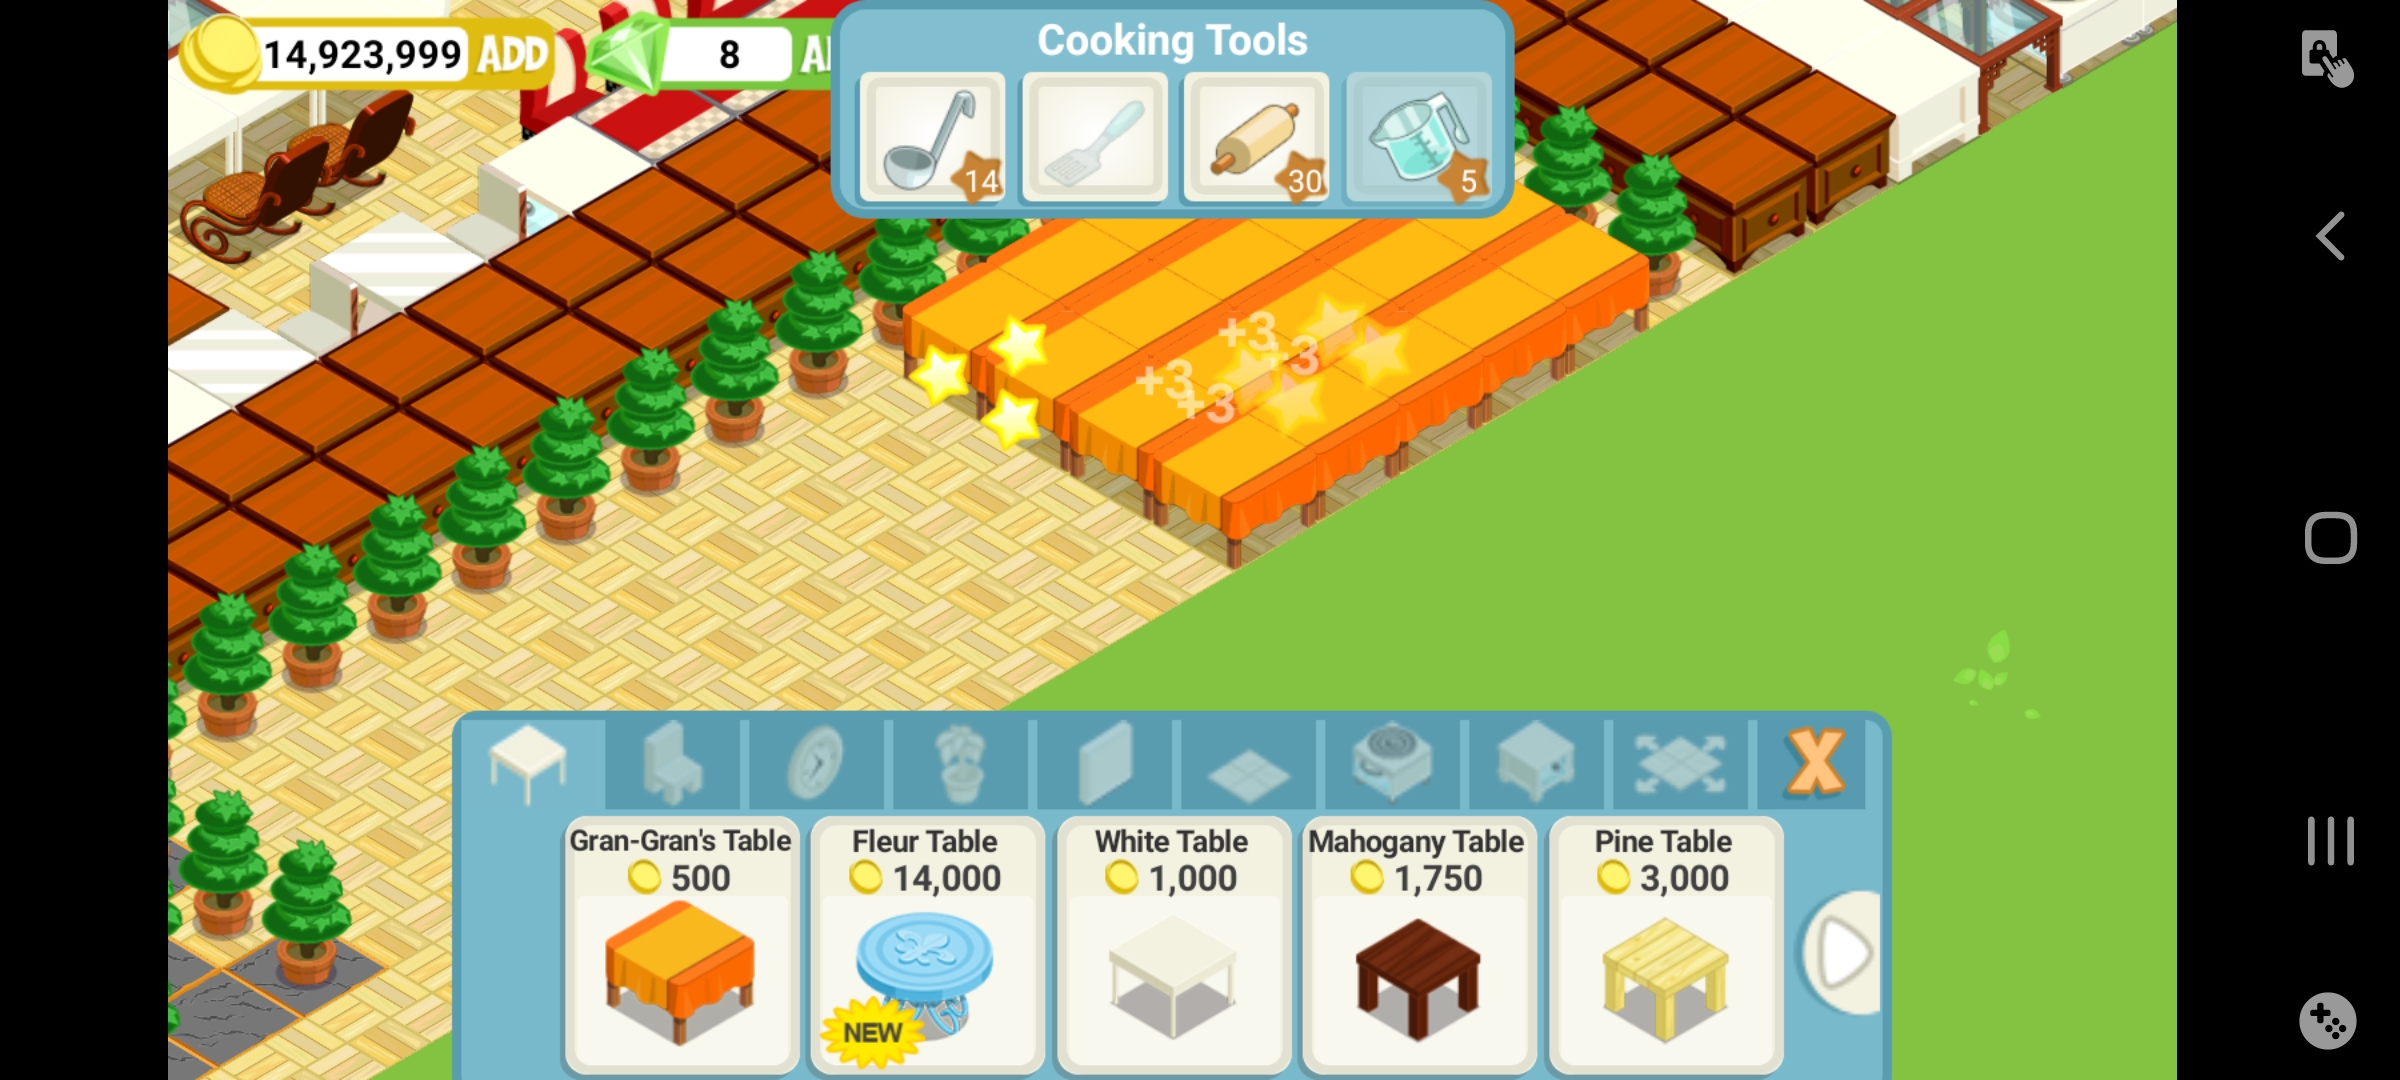 14,923,999 ADD
8
Cooking Tools
14
30
5
+3
+3
+3
+3
Gran-Gran's Table
500
Fleur Table
14,000
NEW
White Table
1,000
Mahogany Table
1,750
Pine Table
3,000
X